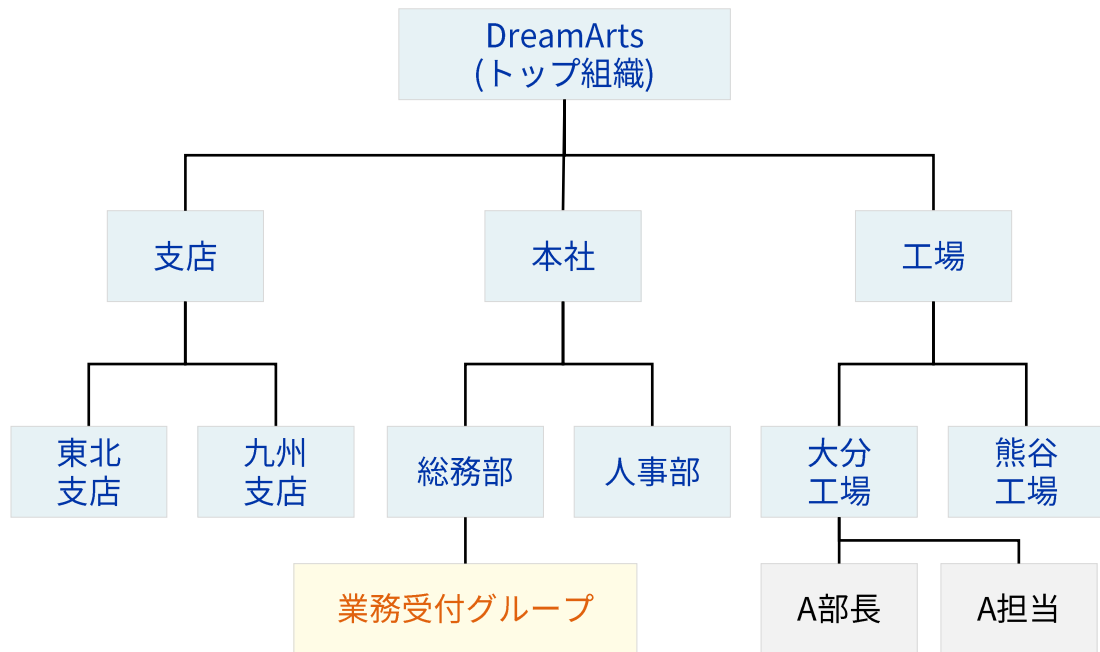 DreamArts
(トップ組織)
支店
本社
工場
東北
支店
九州
支店
総務部
人事部
大分
工場
熊谷
工場
業務受付グループ
A部長
A担当